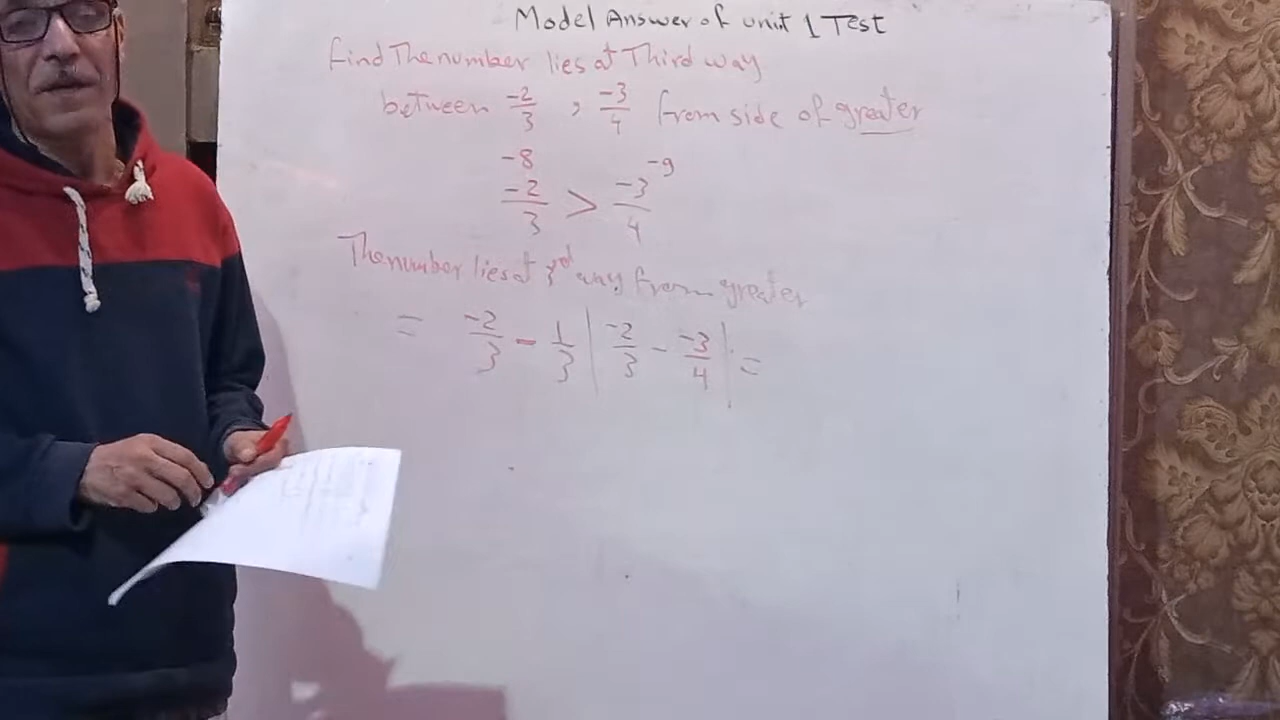 Model Answer of unit 1 Test
Find The number lies at Third way
between -2/3 , -3/4 from side of greater
-8 -9
-2/3 > -3/4
The number lies at 3rd way from greater
= -2/3 - 1/3 | -2/3 - -3/4 | =